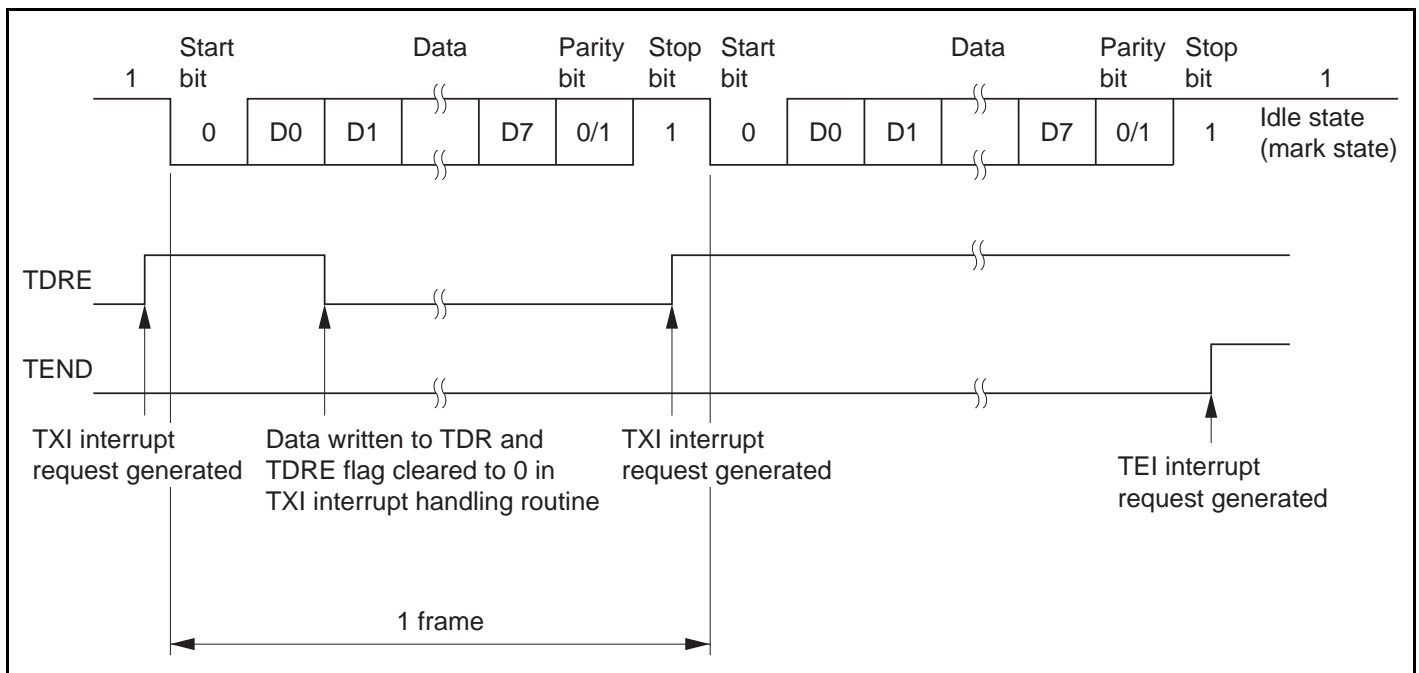 Start Data Parity Stop Start Data Parity Stop
1 bit bit bit bit bit bit 1
0 D0 D1 D7 0/1 1 0 D0 D1 D7 0/1 1 Idle state
(mark state)
TDRE
TEND
TXI interrupt
request generated
Data written to TDR and
TDRE flag cleared to 0 in
TXI interrupt handling routine
TXI interrupt
request generated
TEI interrupt
request generated
1 frame